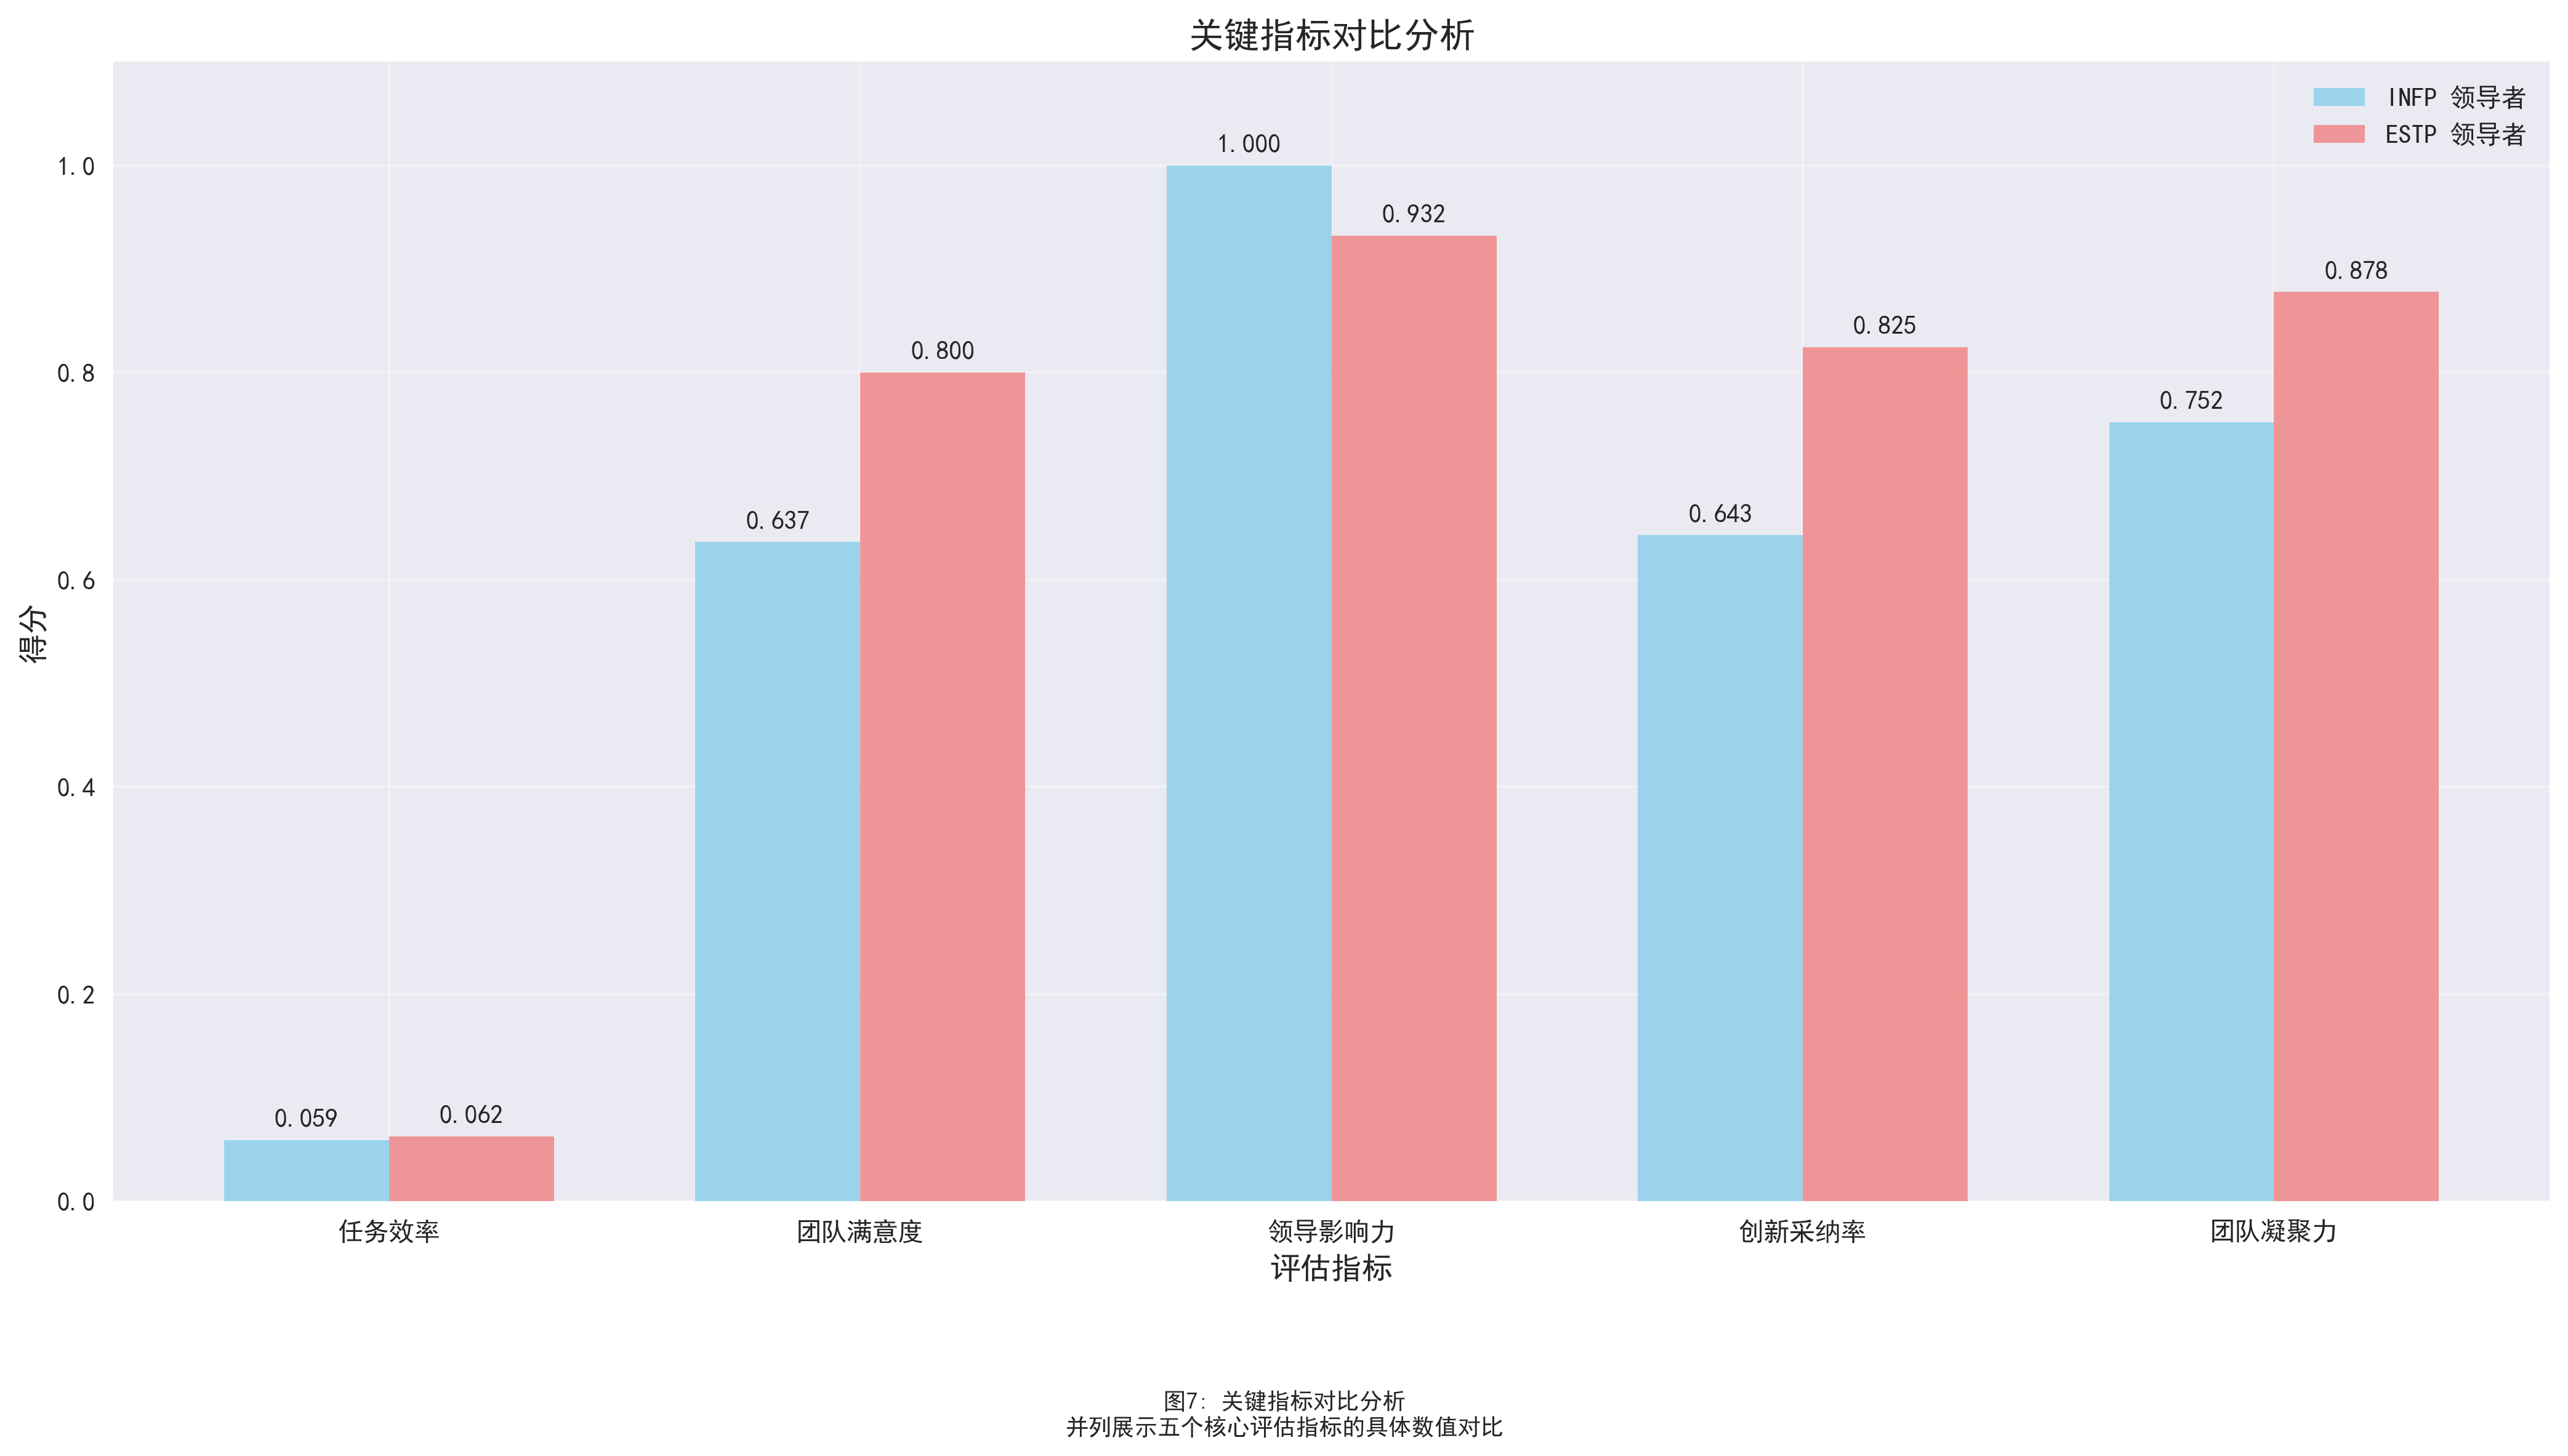 关键指标对比分析
INFP 领导者
ESTP 领导者
得分
1.0
0.8
0.6
0.4
0.2
0.0
0.059
0.062
0.637
0.800
1.000
0.932
0.643
0.825
0.752
0.878
任务效率
团队满意度
领导影响力
创新采纳率
团队凝聚力
评估指标
图7: 关键指标对比分析
并列展示五个核心评估指标的具体数值对比